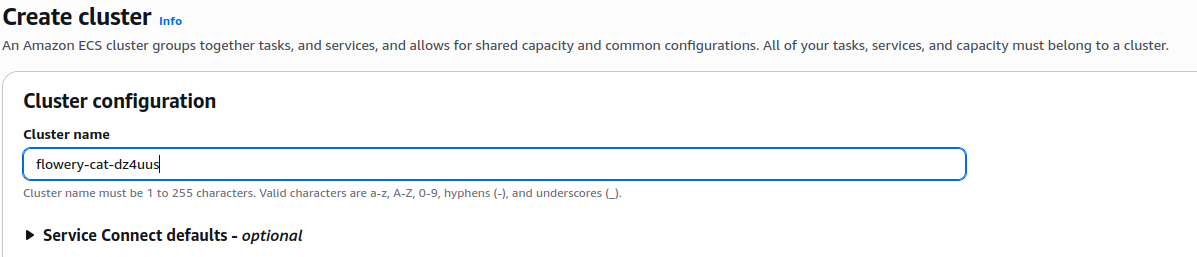 Create cluster Info
An Amazon ECS cluster groups together tasks, and services, and allows for shared capacity and common configurations. All of your tasks, services, and capacity must belong to a cluster.
Cluster configuration
Cluster name
flowery-cat-dz4uus
Cluster name must be 1 to 255 characters. Valid characters are a-z, A-Z, 0-9, hyphens (-), and underscores (_).
Service Connect defaults - optional